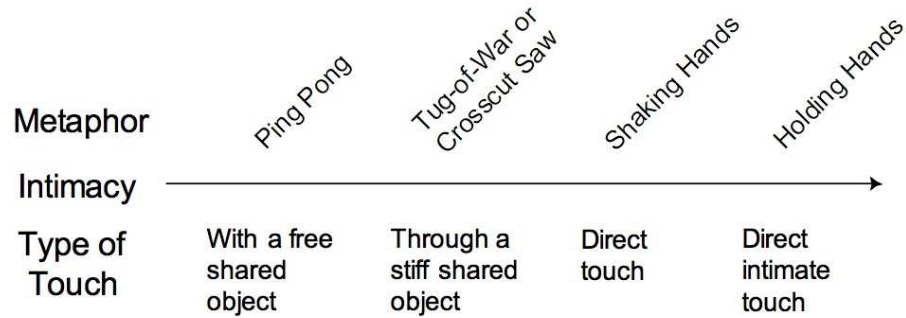 Metaphor
Ping Pong
Tug-of-War or
Crosscut Saw
Shaking Hands
Holding Hands
Intimacy
Type of
Touch
With a free
shared
object
Through a
stiff shared
object
Direct
touch
Direct
intimate
touch